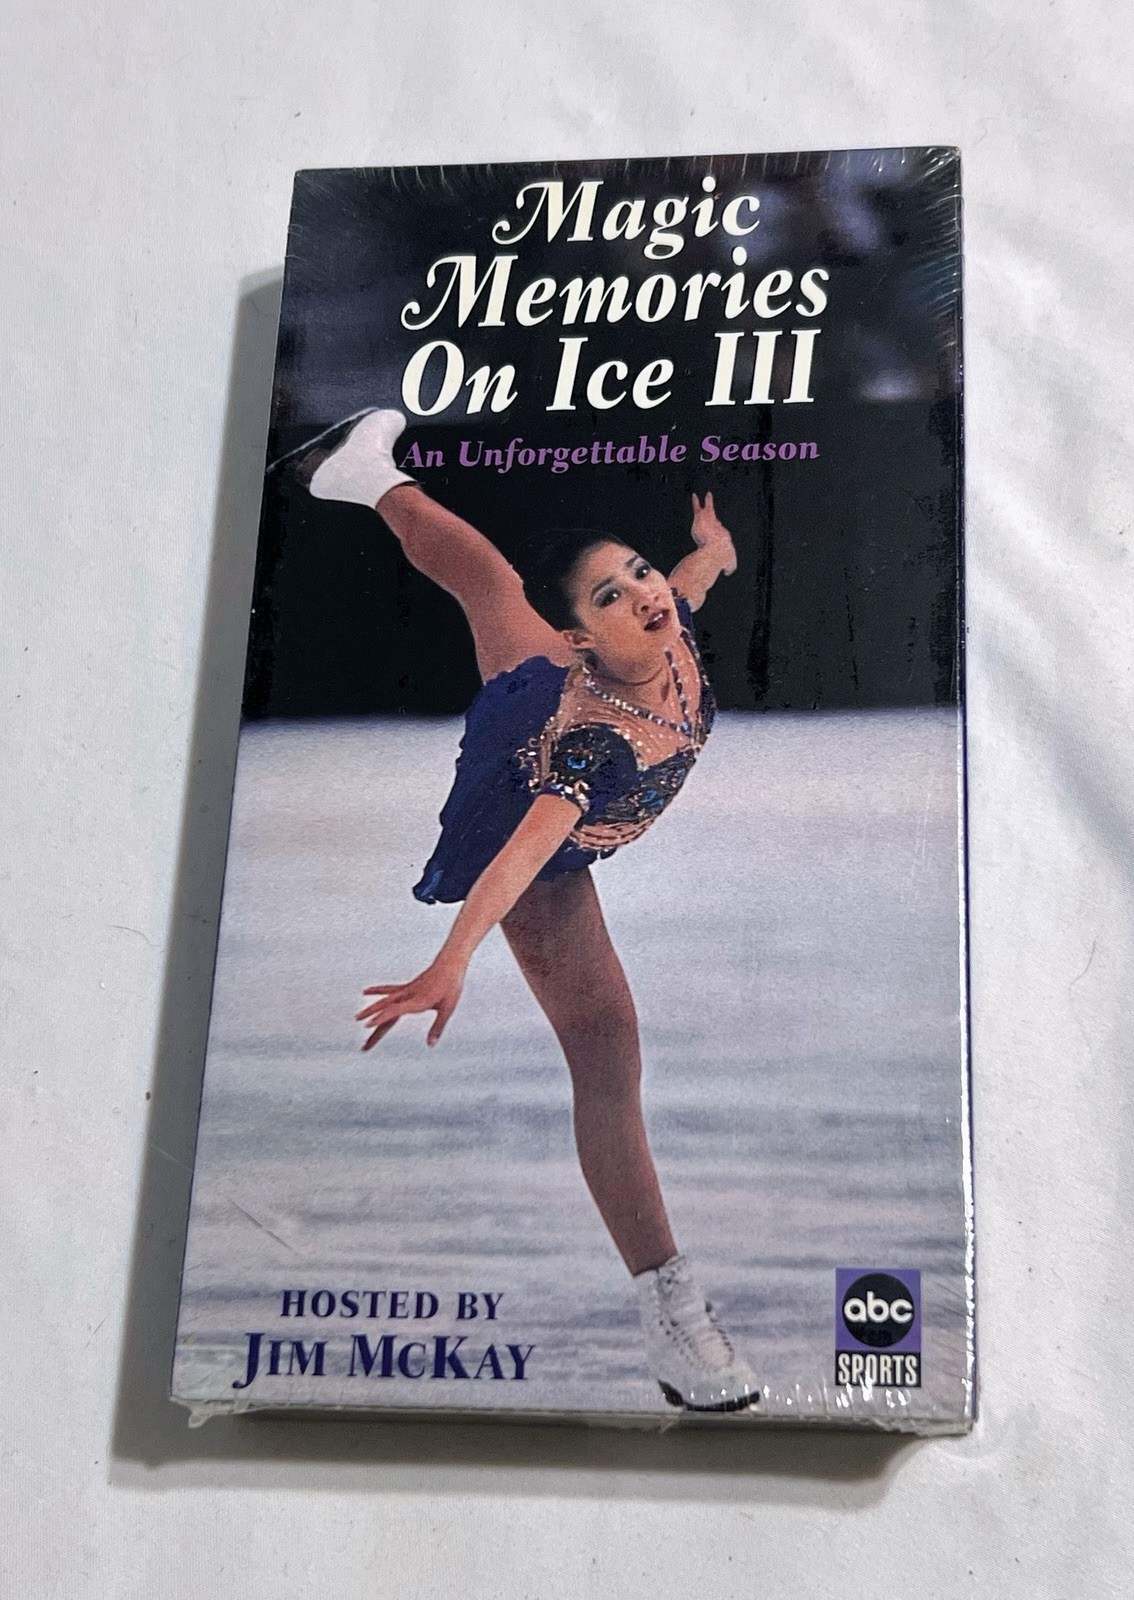 Magic
Memories
On Ice III
An Unforgettable Season
HOSTED BY
JIM MCKAY
abc
SPORTS